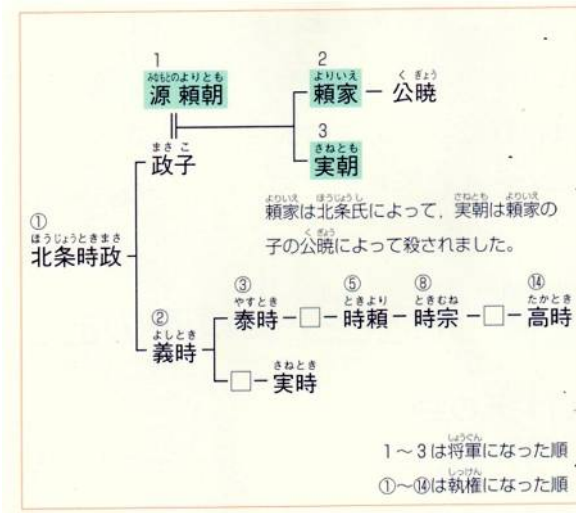 1
みなもとのよりとも
源 頼朝
2
よりいえ
頼家
くぎょう
公暁
まさこ
政子
3
さねとも
実朝
よりいえ ほうじょうし さねとも よりいえ
頼家は北条氏によって,実朝は頼家の
くぎょう
子の公暁によって殺されました。
①
ほうじょうときまさ
北条時政
②
よしとき
義時
③
やすとき
泰時
⑤
ときより
時頼
⑧
ときむね
時宗
⑭
たかとき
高時
さねとき
実時
しょうぐん
1~3は将軍になった順
しっけん
①~⑭は執権になった順